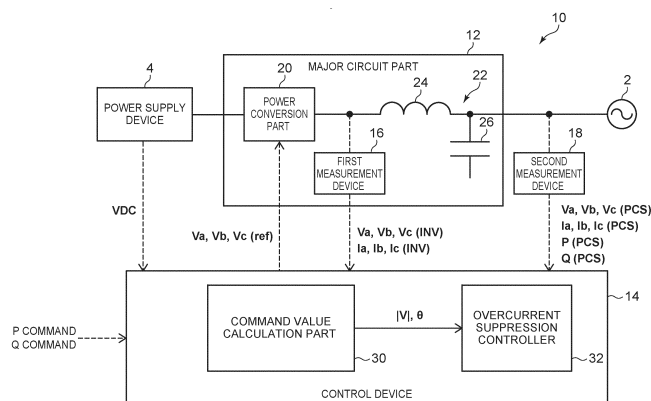 10
12
MAJOR CIRCUIT PART
4
20
24
22
2
POWER SUPPLY
DEVICE
POWER
CONVERSION
PART
26
16
18
FIRST
MEASUREMENT
DEVICE
SECOND
MEASUREMENT
DEVICE
VDC
Va, Vb, Vc (ref)
Va, Vb, Vc (INV)
Ia, Ib, Ic (INV)
Va, Vb, Vc (PCS)
Ia, Ib, Ic (PCS)
P (PCS)
Q (PCS)
14
P COMMAND
Q COMMAND
COMMAND VALUE
CALCULATION PART
30
|V|, θ
OVERCURRENT
SUPPRESSION
CONTROLLER
32
CONTROL DEVICE